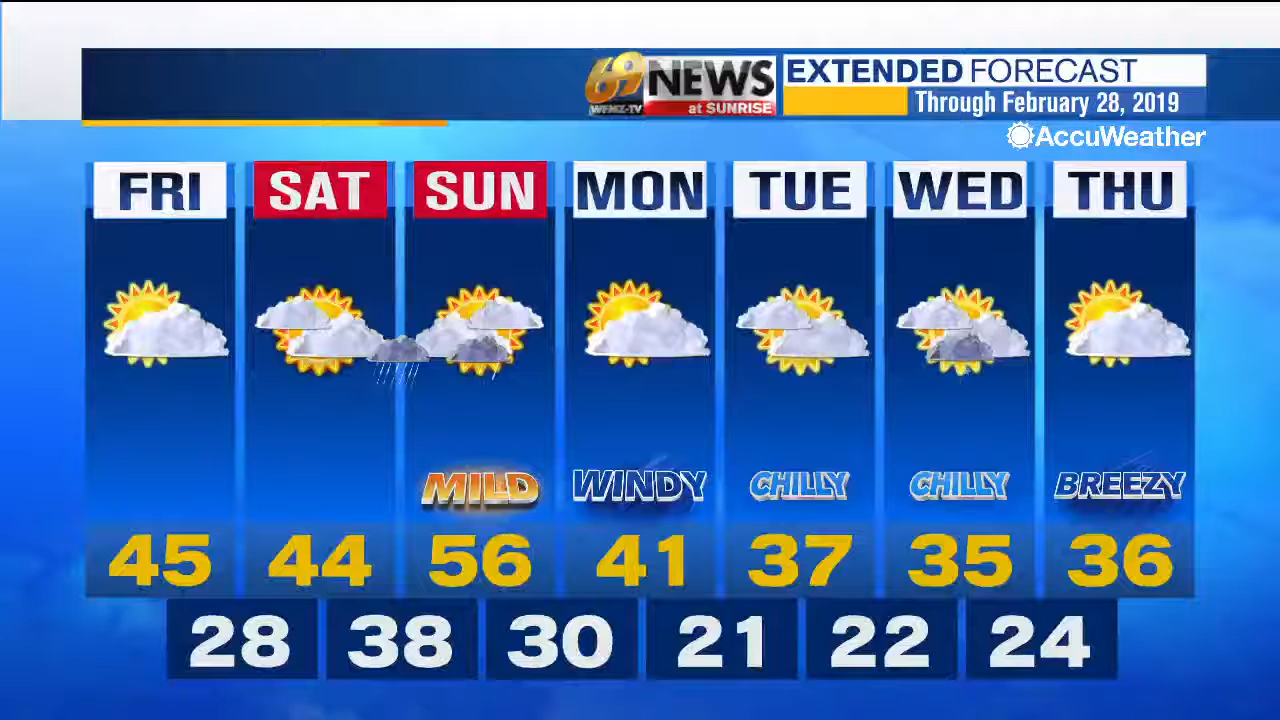 69 NEWS
WFMZ-TV at SUNRISE
EXTENDED FORECAST
Through February 28, 2019
AccuWeather
FRI SAT SUN MON TUE WED THU
MILD WINDY CHILLY CHILLY BREEZY
45 44 56 41 37 35 36
28 38 30 21 22 24